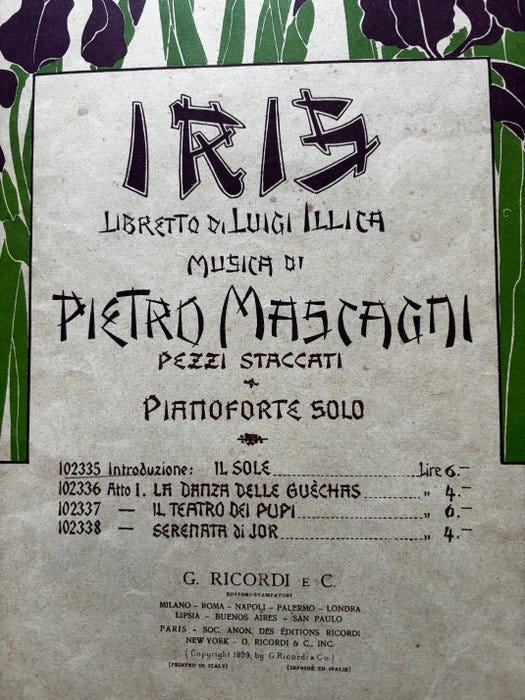 IRIS
LIBRETTO DI LUIGI ILLICA
MUSICA DI
PIETRO MASCAGNI
PEZZI STACCATI
PIANOFORTE SOLO
102335 Introduzione: IL SOLE Lire 6.—
102336 Atto I. LA DANZA DELLE GUÈCHAS „ 4.—
102337 — IL TEATRO DEI PUPI „ 6.—
102338 — SERENATA di JOR „ 4.—
G. RICORDI E C.
EDITORI-STAMPATORI
MILANO - ROMA - NAPOLI - PALERMO - LONDRA
LIPSIA - BUENOS AIRES - SAN PAULO
PARIS - SOC. ANON. DES ÉDITIONS RICORDI
NEW YORK - G. RICORDI & C., INC.
(Copyright 1899, by G. Ricordi & Co.)
(PRINTED IN ITALY) (IMPRIMÉ EN ITALIE)